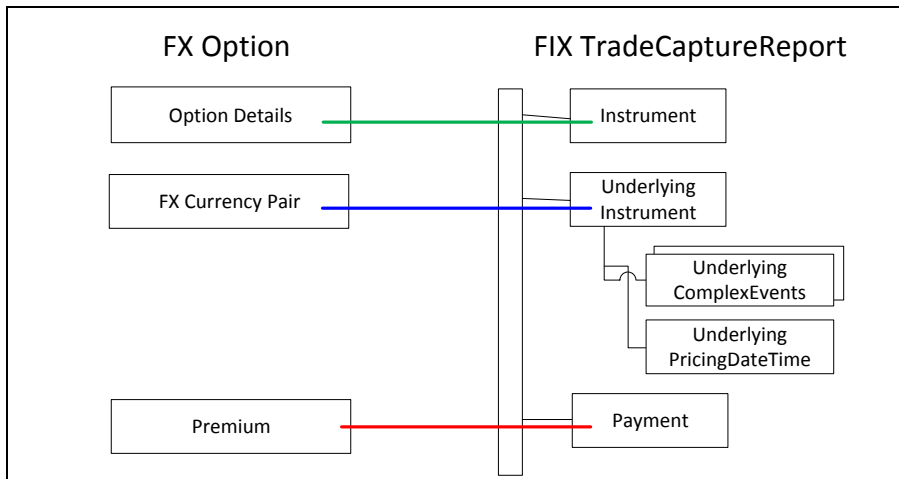 FX Option
FIX TradeCaptureReport
Option Details
Instrument
FX Currency Pair
Underlying
Instrument
Underlying
ComplexEvents
Underlying
PricingDateTime
Premium
Payment